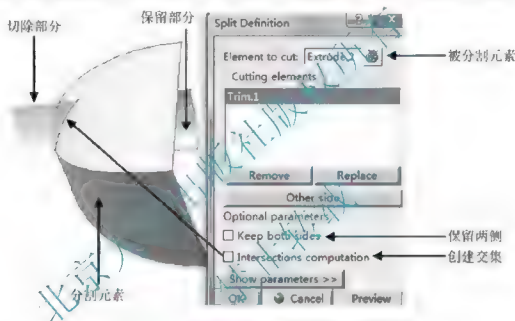 切除部分
保留部分
Split Definition
Element to cut: Extrude.2
被分割元素
Cutting elements
Trim.1
Remove
Replace
Other side
Optional parameters
Keep both sides
保留两侧
Intersections computation
创建交集
Show parameters >>
分割元素
OK
Cancel
Preview